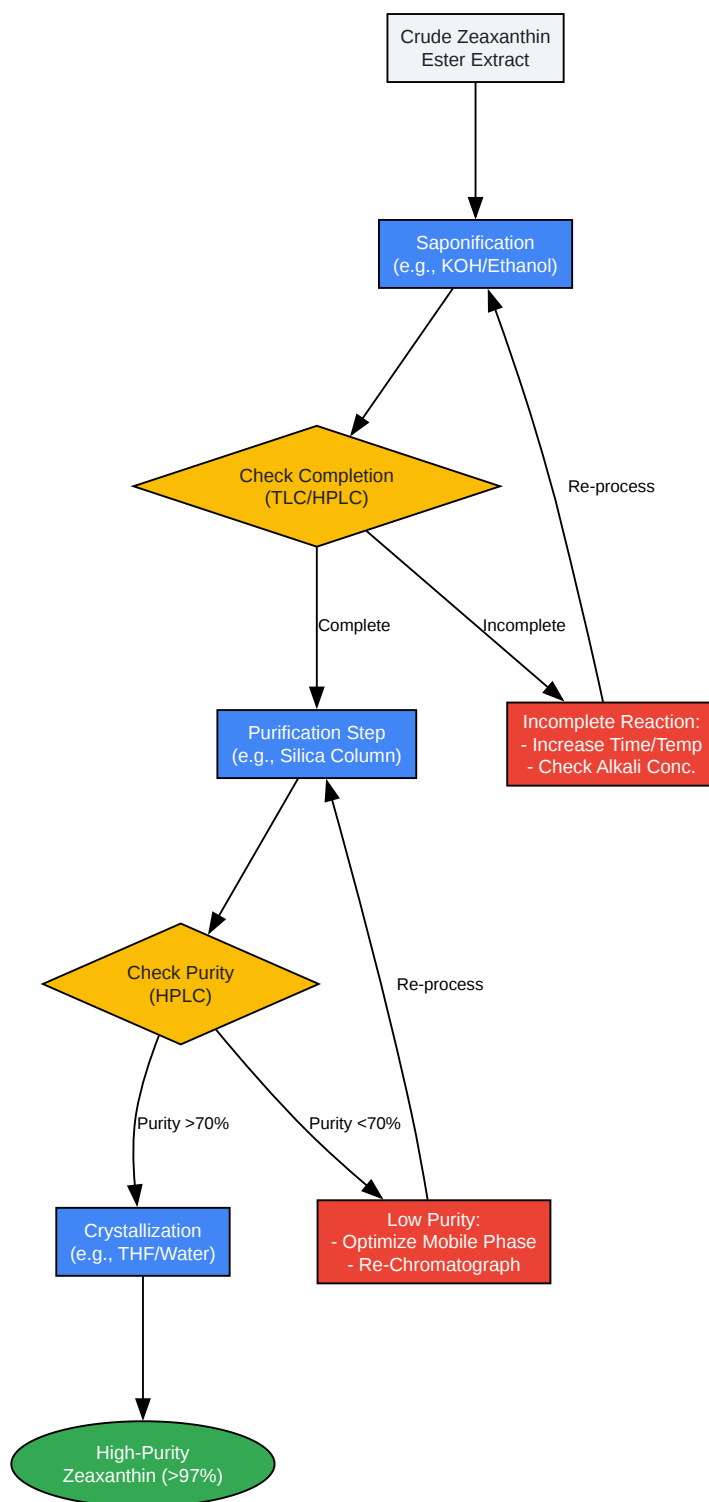 Crude Zeaxanthin
Ester Extract
Saponification
(e.g., KOH/Ethanol)
Check Completion
(TLC/HPLC)
Re-process
Complete
Incomplete
Purification Step
(e.g., Silica Column)
Incomplete Reaction:
- Increase Time/Temp
- Check Alkali Conc.
Check Purity
(HPLC)
Re-process
Purity >70%
Purity <70%
Crystallization
(e.g., THF/Water)
Low Purity:
- Optimize Mobile Phase
- Re-Chromatograph
High-Purity
Zeaxanthin (>97%)